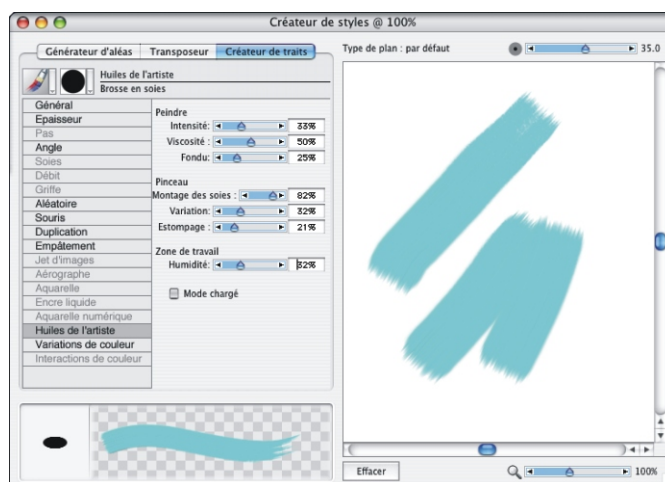 Créateur de styles @ 100%
Générateur d'aléas
Transposeur
Créateur de traits
Type de plan : par défaut
35.0
Huiles de l'artiste
Brosse en soies
Général
Epaisseur
Pas
Angle
Soies
Débit
Griffe
Aléatoire
Souris
Duplication
Empâtement
Jet d'images
Aérographe
Aquarelle
Encre liquide
Aquarelle numérique
Huiles de l'artiste
Variations de couleur
Interactions de couleur
Peindre
Intensité: 33%
Viscosité : 50%
Fondu: 25%
Pinceau
Montage des soies : 82%
Variation: 32%
Estompage : 21%
Zone de travail
Humidité: 32%
Mode chargé
Effacer
100%